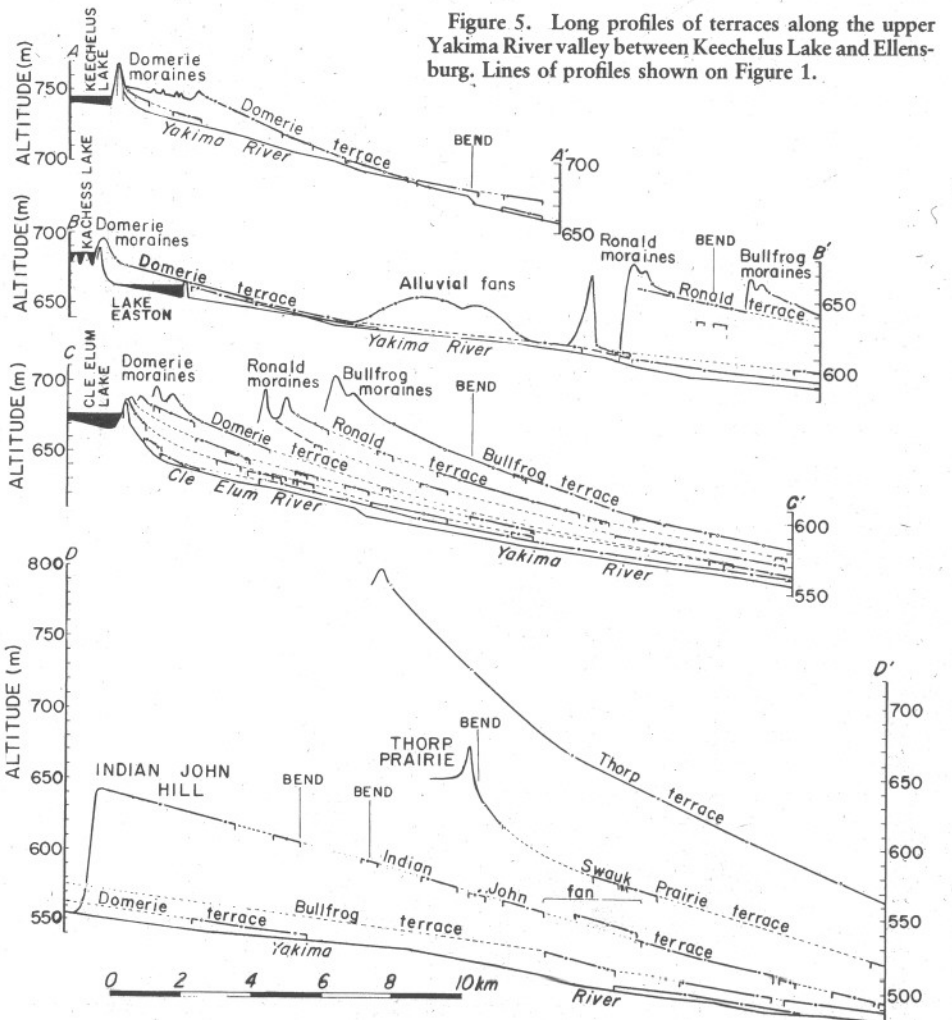 Figure 5. Long profiles of terraces along the upper
Yakima River valley between Keechelus Lake and Ellens-
burg. Lines of profiles shown on Figure 1.
A
KEECHELUS
LAKE
Domerie
moraines
750
700
ALTITUDE (m)
Domerie
terrace
Yakima River
BEND
A'
700
650
B
KACHESS LAKE
Domerie
moraines
700
650
ALTITUDE (m)
LAKE
EASTON
Domerie terrace
Alluvial fans
Yakima River
Ronald
moraines
BEND
Bullfrog
moraines
Ronald terrace
B'
650
600
C
CLE ELUM
LAKE
Domerie
moraines
Ronald
moraines
Bullfrog
moraines
700
650
ALTITUDE (m)
BEND
Domerie terrace
Ronald terrace
Bullfrog terrace
Cle Elum River
Yakima River
C'
600
550
D
800
750
700
650
600
550
ALTITUDE (m)
INDIAN JOHN
HILL
BEND
BEND
THORP
PRAIRIE
BEND
Thorp terrace
Indian John terrace
Swauk Prairie terrace
fan
Domerie terrace
Bullfrog terrace
Yakima River
D'
700
650
600
550
500
0 2 4 6 8 10 km